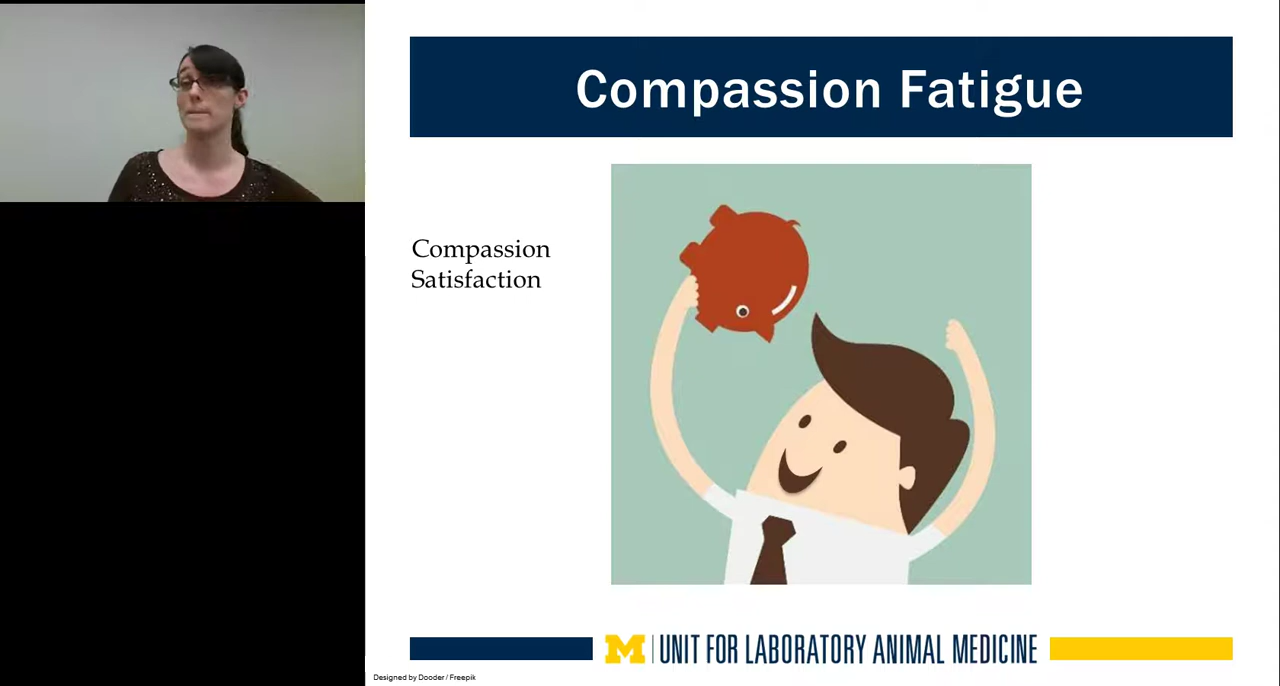 Compassion Fatigue
Compassion
Satisfaction
M | UNIT FOR LABORATORY ANIMAL MEDICINE
Designed by Dooder / Freepik